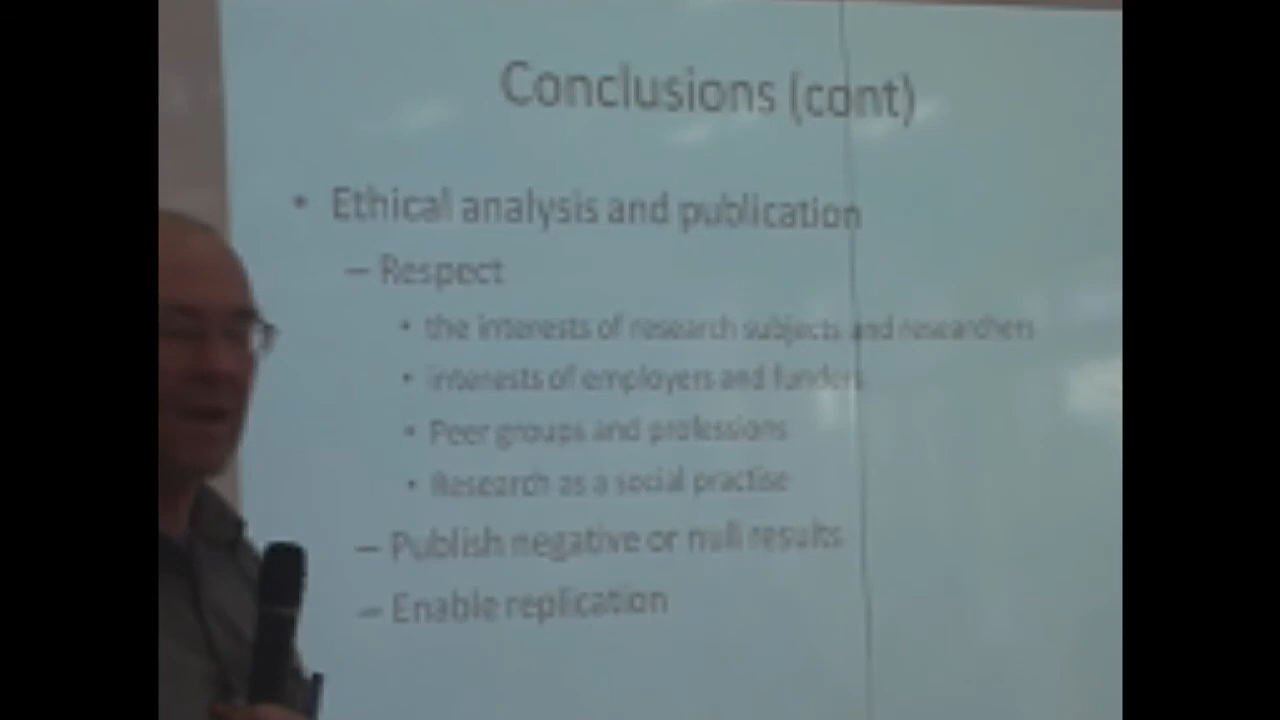 Conclusions (cont)
• Ethical analysis and publication
– Respect
• the interests of research subjects and researchers
• interests of employers and funders
• Peer groups and professions
• Research as a social practise
– Publish negative or null results
– Enable replication